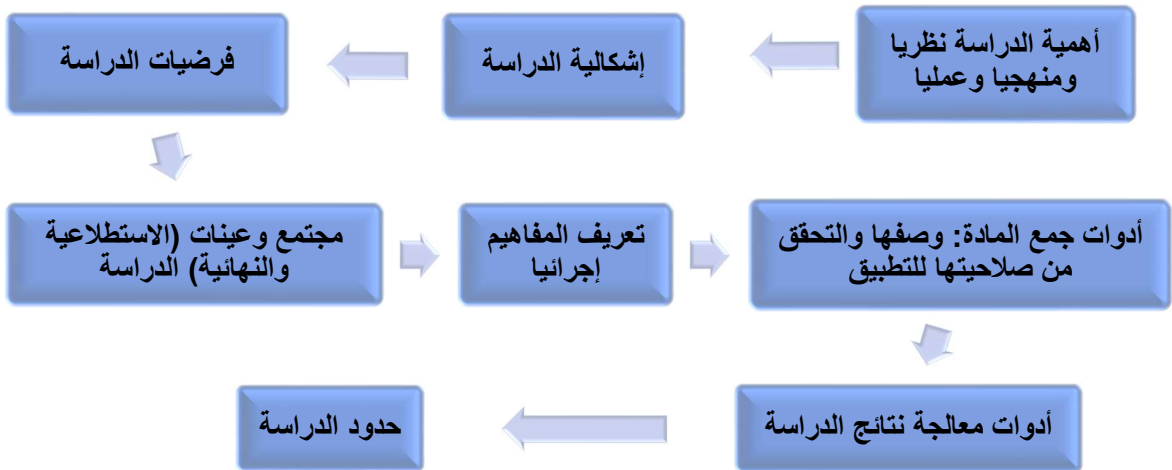 أهمية الدراسة نظريا
ومنهجيا وعمليا
إشكالية الدراسة
فرضيات الدراسة
مجتمع وعينات (الاستطلاعية
والنهائية) الدراسة
تعريف المفاهيم
إجرائيا
أدوات جمع المادة: وصفها والتحقق
من صلاحيتها للتطبيق
أدوات معالجة نتائج الدراسة
حدود الدراسة